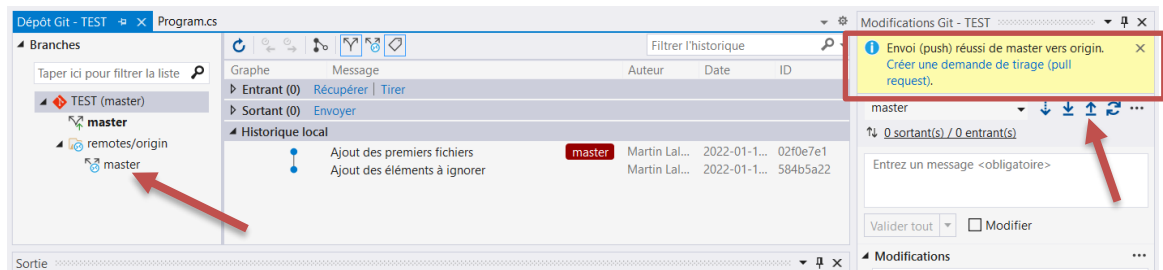 Dépôt Git - TEST
Program.cs
Branches
Taper ici pour filtrer la liste
TEST (master)
master
remotes/origin
master
Filtrer l'historique
Graphe Message Auteur Date ID
Entrant (0) Récupérer | Tirer
Sortant (0) Envoyer
Historique local
Ajout des premiers fichiers master Martin Lal... 2022-01-1... 02f0e7e1
Ajout des éléments à ignorer Martin Lal... 2022-01-1... 584b5a22
Sortie
Modifications Git - TEST
Envoi (push) réussi de master vers origin.
Créer une demande de tirage (pull
request).
master
0 sortant(s) / 0 entrant(s)
Entrez un message <obligatoire>
Valider tout
Modifier
Modifications